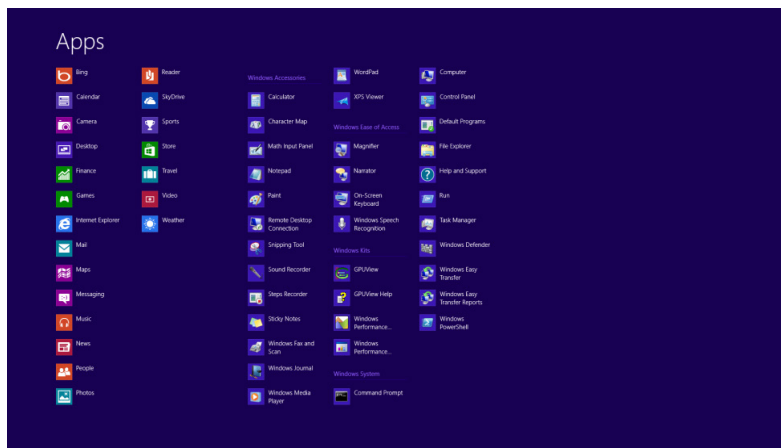 Apps
Bing
Calendar
Camera
Desktop
Finance
Games
Internet Explorer
Mail
Maps
Messaging
Music
News
People
Photos
Reader
SkyDrive
Sports
Store
Travel
Video
Weather
Windows Accessories
Calculator
Character Map
Math Input Panel
Notepad
Paint
Remote Desktop
Connection
Snipping Tool
Sound Recorder
Steps Recorder
Sticky Notes
Windows Fax and
Scan
Windows Journal
Windows Media
Player
WordPad
XPS Viewer
Windows Ease of Access
Magnifier
Narrator
On-Screen
Keyboard
Windows Speech
Recognition
Windows Kits
GPUView
GPUView Help
Windows
Performance...
Windows
Performance...
Windows System
Command Prompt
Computer
Control Panel
Default Programs
File Explorer
Help and Support
Run
Task Manager
Windows Defender
Windows Easy
Transfer
Windows Easy
Transfer Reports
Windows
PowerShell